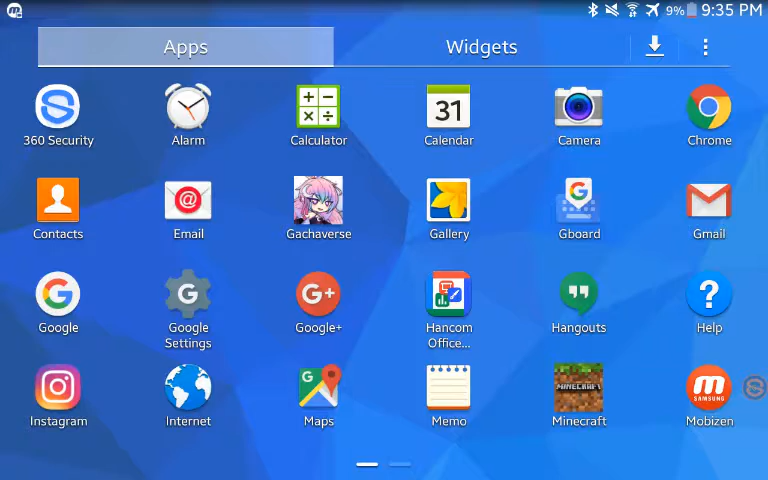 9% 9:35 PM
Apps Widgets
31
360 Security Alarm Calculator Calendar Camera Chrome
Contacts Email Gachaverse Gallery Gboard Gmail
Google Google Settings Google+ Hancom Office... Hangouts Help
MINECRAFT
SAMSUNG
Instagram Internet Maps Memo Minecraft Mobizen